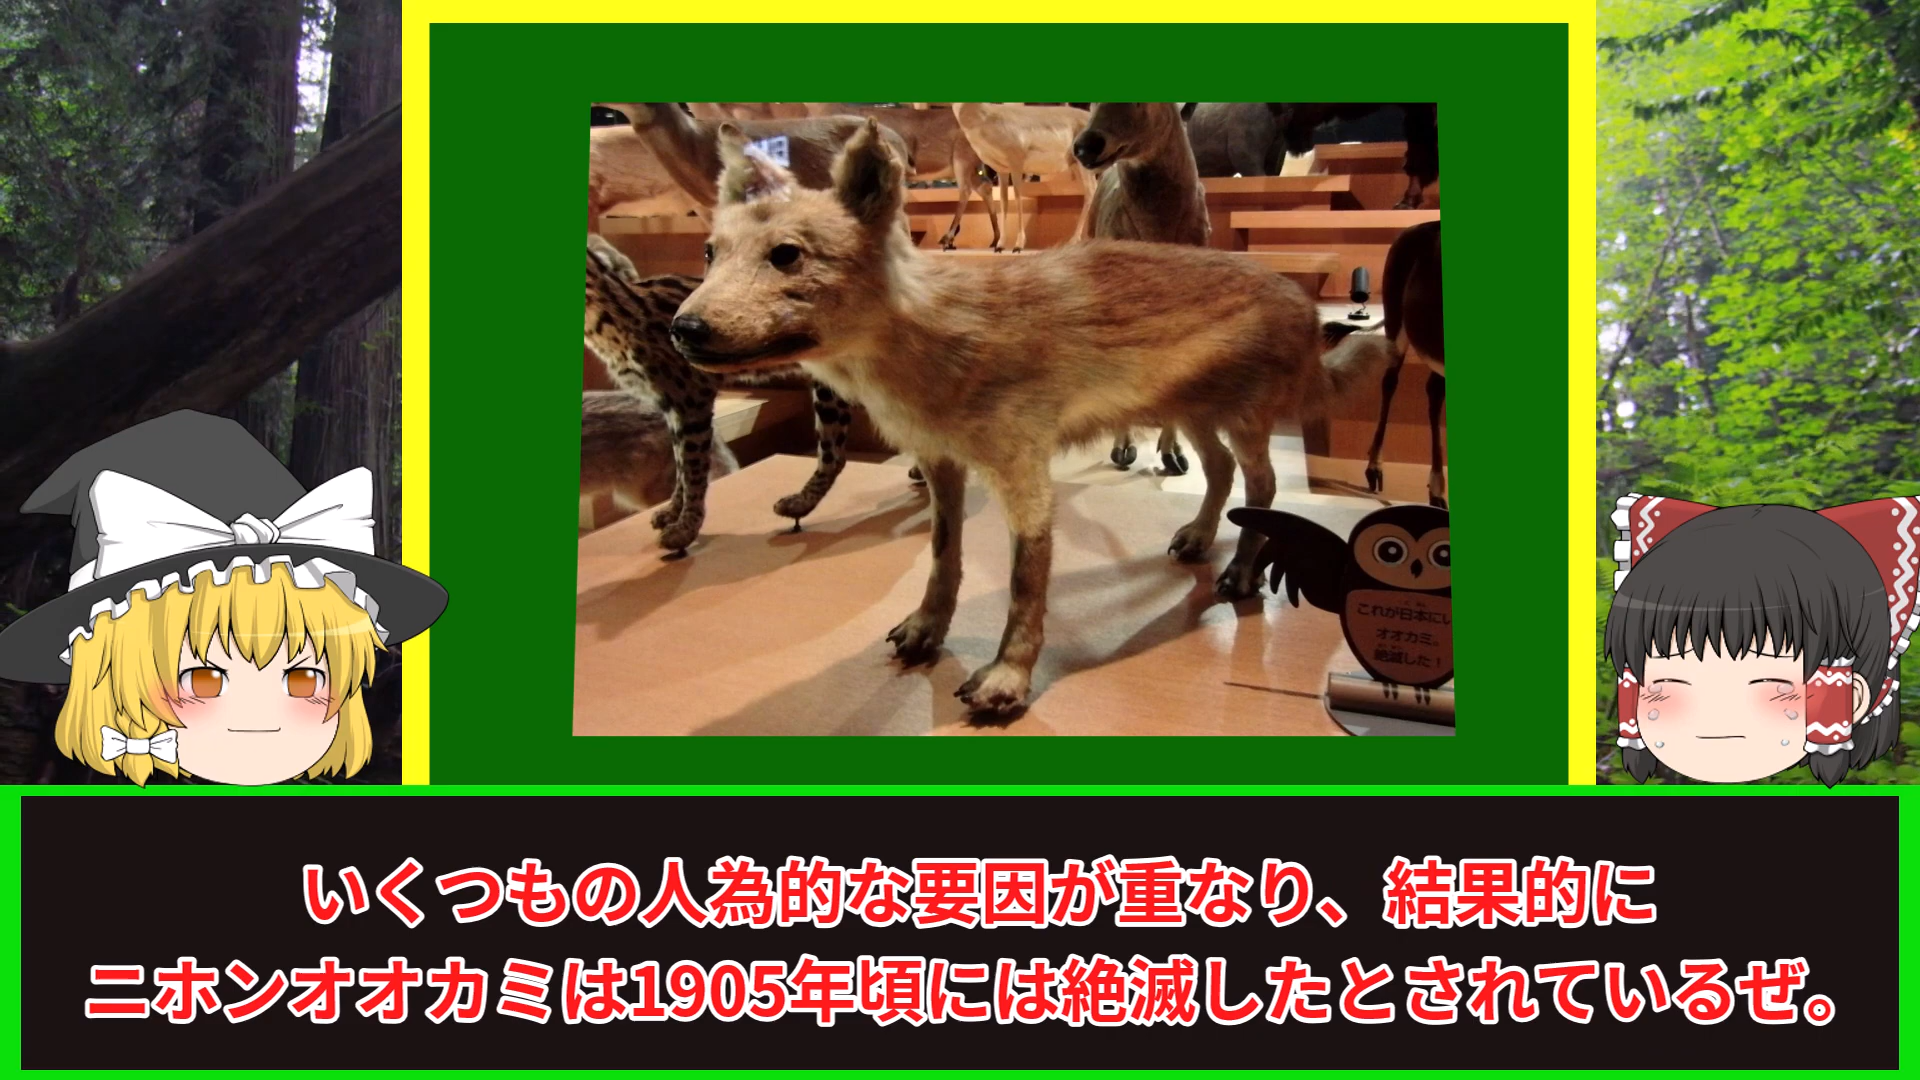 これが日本にい
オオカミ。
絶滅した!
いくつもの人為的な要因が重なり、結果的に
ニホンオオカミは1905年頃には絶滅したとされているぜ。